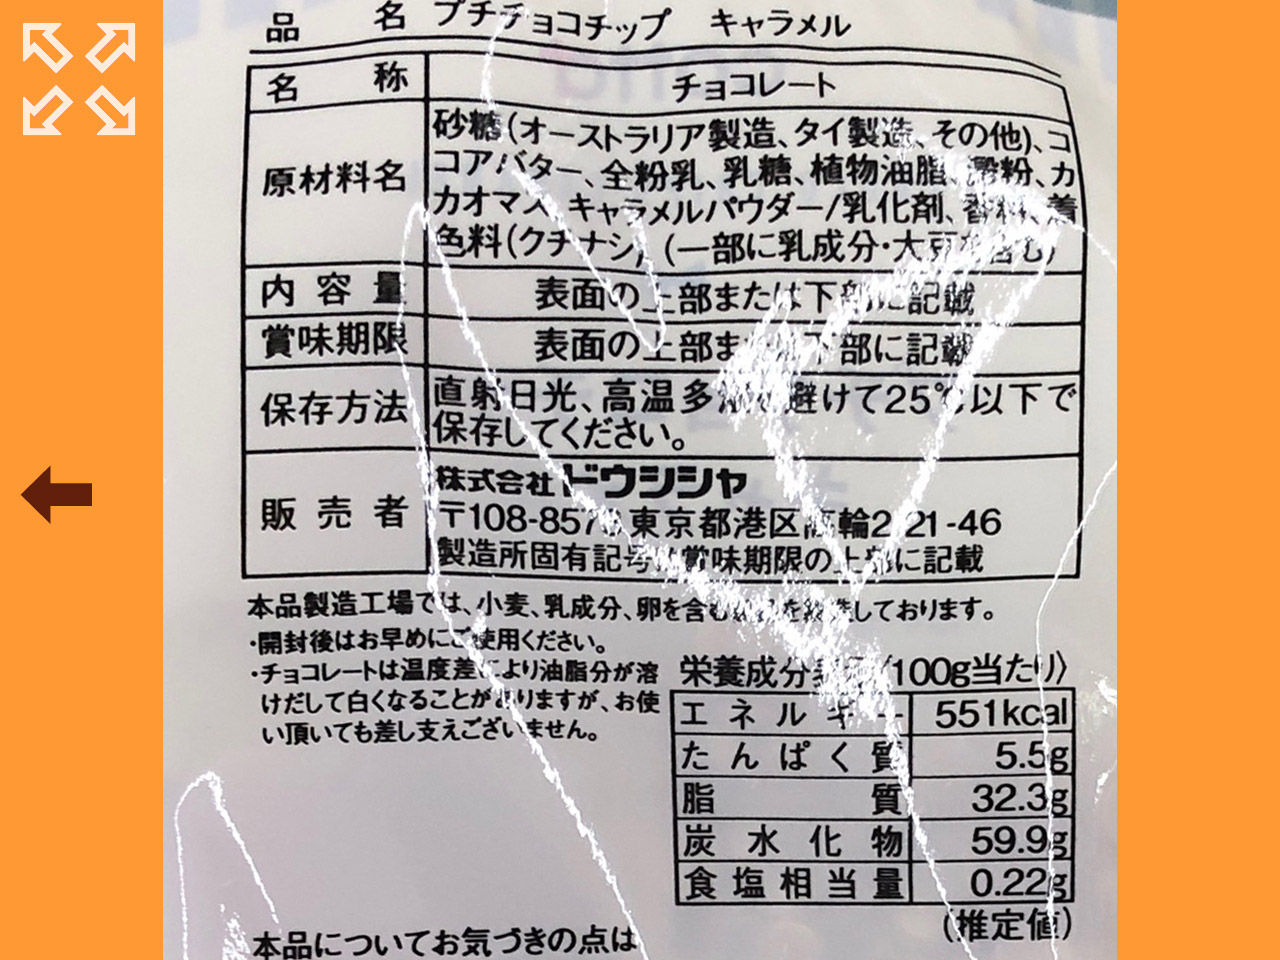 品名 プチチョコチップ キャラメル
名称 チョコレート
原材料名 砂糖(オーストラリア製造、タイ製造、その他)、コ
コアバター、全粉乳、乳糖、植物油脂、澱粉、カ
カオマス、キャラメルパウダー/乳化剤、香料、着
色料(クチナシ)、(一部に乳成分・大豆を含む)
内容量 表面の上部または下部に記載
賞味期限 表面の上部または下部に記載
保存方法 直射日光、高温多湿を避けて25℃以下で
保存してください。
販売者 株式会社ドウシシャ
〒108-857 東京都港区高輪2-21-46
製造所固有記号は賞味期限の上部に記載
本品製造工場では、小麦、乳成分、卵を含む しております。
・開封後はお早めにご使用ください。
・チョコレートは温度差により油脂分が溶
けだして白くなることがありますが、お使
い頂いても差し支えございません。
栄養成分表示(100g当たり)
エネルギー 551kcal
たんぱく質 5.5g
脂質 32.3g
炭水化物 59.9g
食塩相当量 0.22g
(推定値)
本品についてお気づきの点は